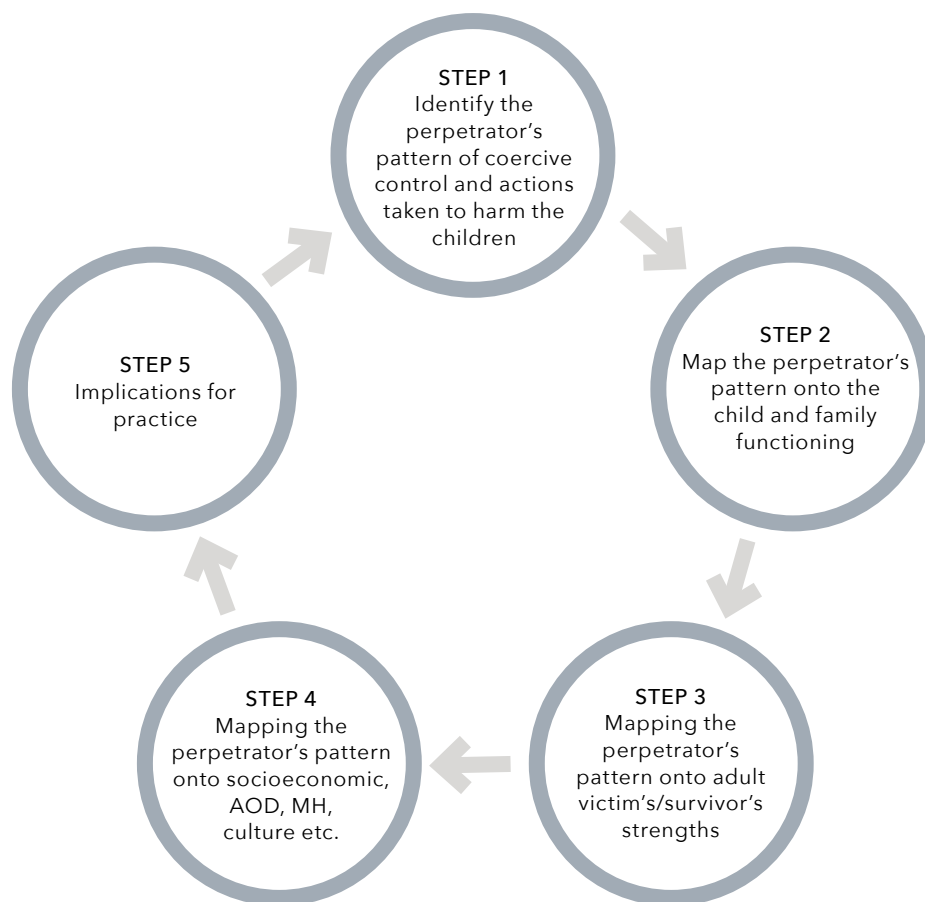 STEP 1
Identify the
perpetrator's
pattern of coercive
control and actions
taken to harm the
children
STEP 2
Map the perpetrator's
pattern onto the
child and family
functioning
STEP 3
Mapping the
perpetrator's
pattern onto adult
victim's/survivor's
strengths
STEP 4
Mapping the
perpetrator's pattern
onto socioeconomic,
AOD, MH,
culture etc.
STEP 5
Implications for
practice